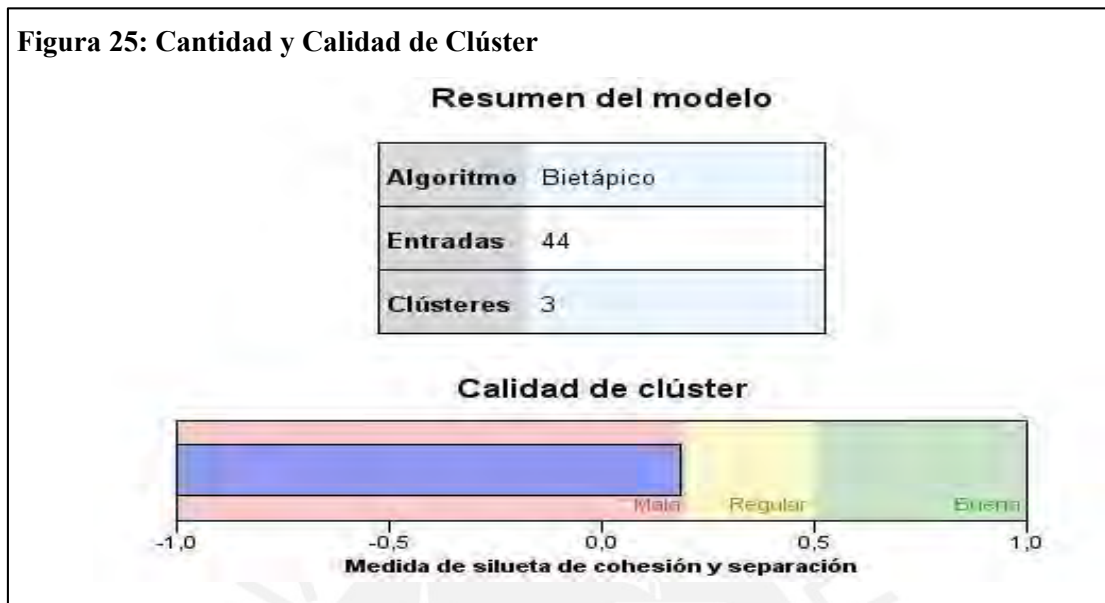 Figura 25: Cantidad y Calidad de Clúster
Resumen del modelo
Algoritmo Bietápico
Entradas 44
Clústeres 3
Calidad de clúster
Mala Regular Buena
-1,0 -0,5 0,0 0,5 1,0
Medida de silueta de cohesión y separación